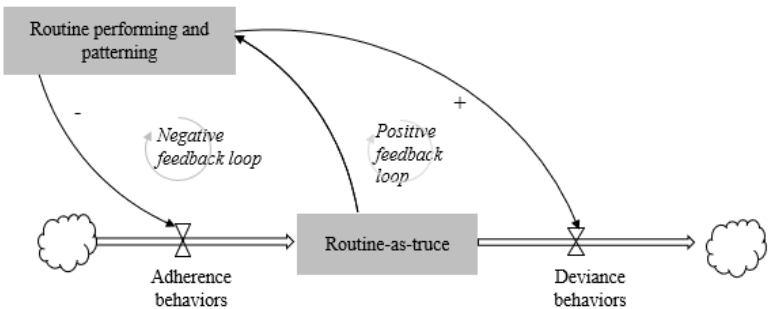 Routine performing and
patterning
-
+
Negative
feedback loop
Positive
feedback
loop
Routine-as-truce
Adherence
behaviors
Deviance
behaviors